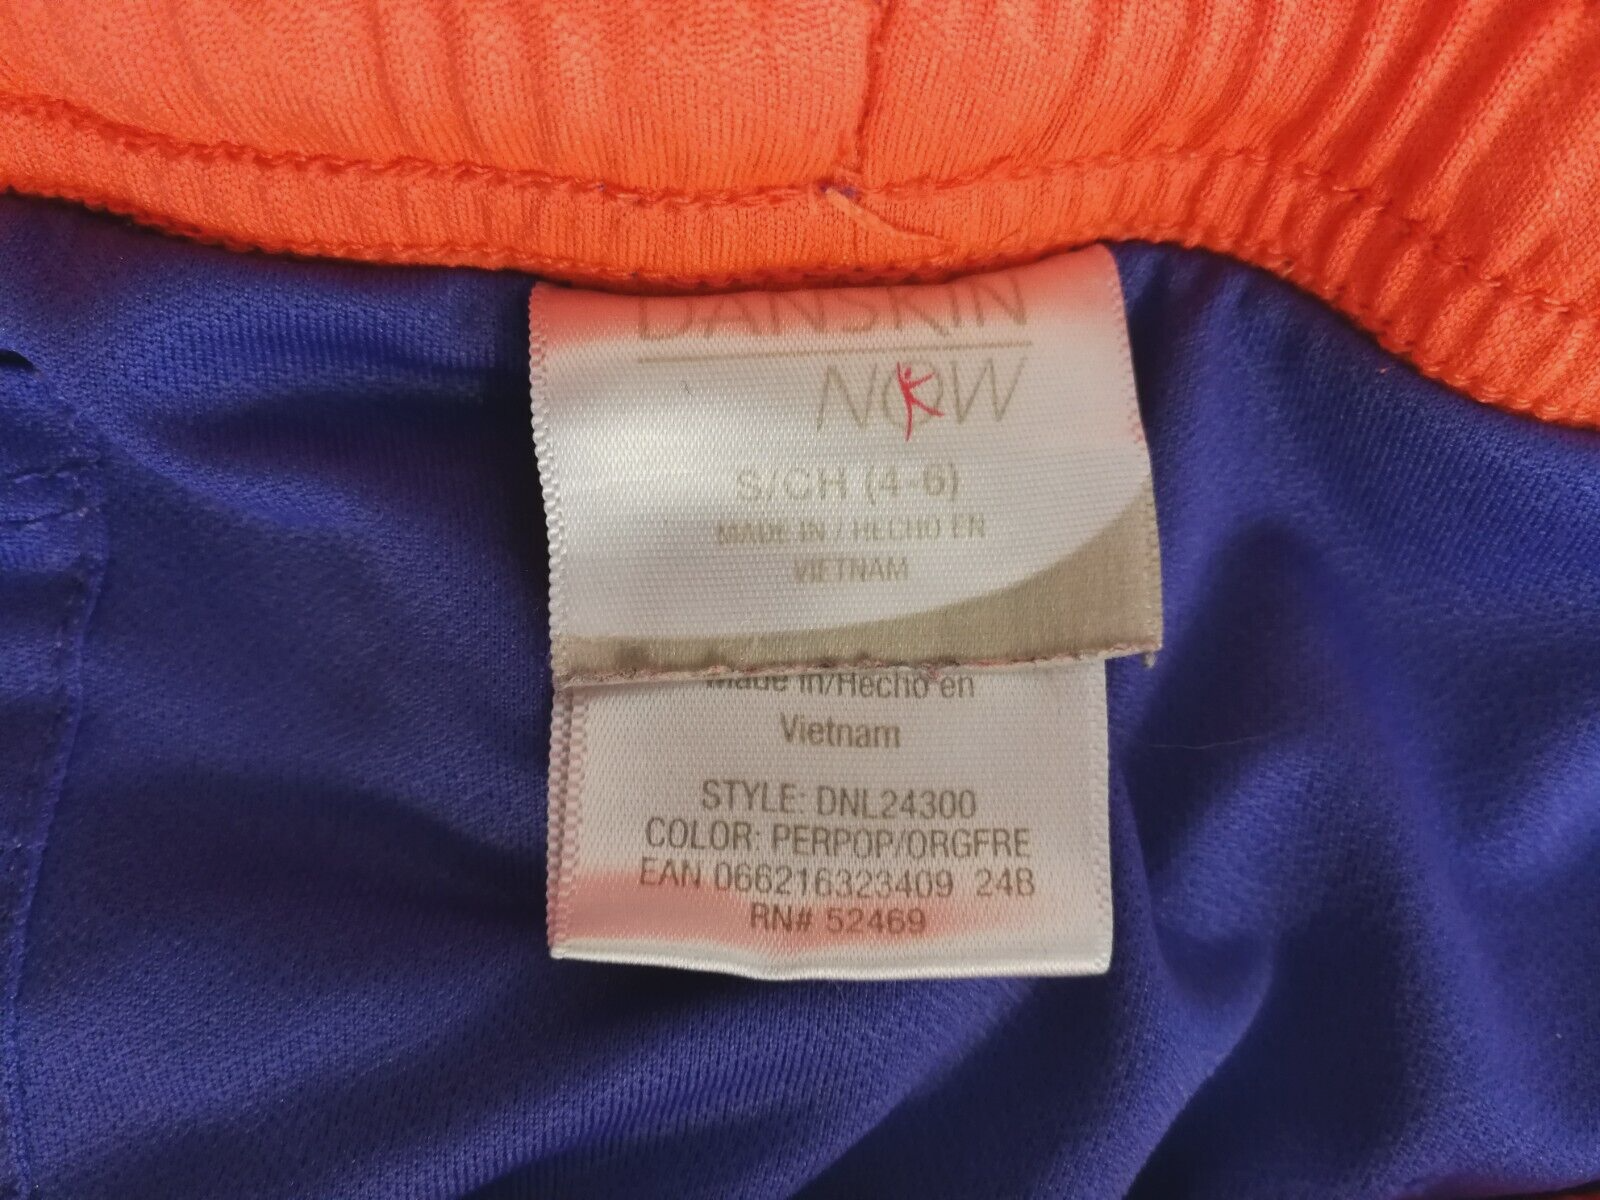 DANSKIN
NOW
S/CH (4-6)
MADE IN / HECHO EN
VIETNAM
Made in/Hecho en
Vietnam
STYLE: DNL24300
COLOR: PERPOP/ORGFRE
EAN 066216323409 24B
RN# 52469